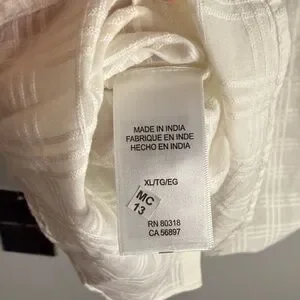 MADE IN INDIA
FABRIQUE EN INDE
HECHO EN INDIA
XL/TG/EG
MC
13
RN 80318
CA 56897